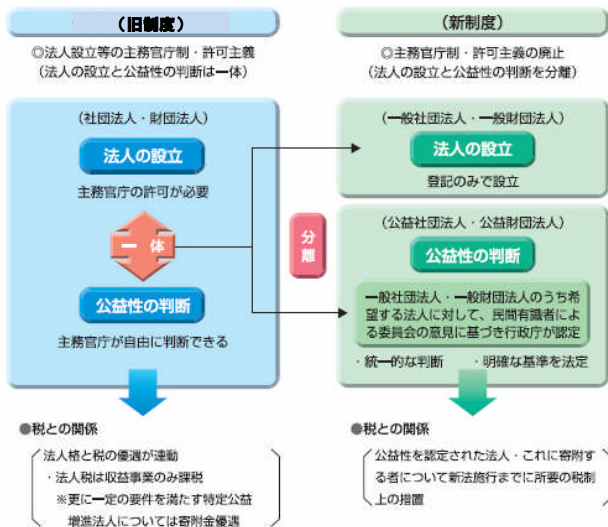 （旧制度）
◎法人設立等の主務官庁制・許可主義
（法人の設立と公益性の判断は一体）
（社団法人・財団法人）
法人の設立
主務官庁の許可が必要
一体
公益性の判断
主務官庁が自由に判断できる
●税との関係
法人格と税の優遇が連動
・法人税は収益事業のみ課税
※更に一定の要件を満たす特定公益
増進法人については寄附金優遇
分離
（新制度）
◎主務官庁制・許可主義の廃止
（法人の設立と公益性の判断を分離）
（一般社団法人・一般財団法人）
法人の設立
登記のみで設立
（公益社団法人・公益財団法人）
公益性の判断
一般社団法人・一般財団法人のうち希
望する法人に対して、民間有識者によ
る委員会の意見に基づき行政庁が認定
・統一的な判断　・明確な基準を法定
●税との関係
公益性を認定された法人・これに寄附す
る者について新法施行までに所要の税制
上の措置